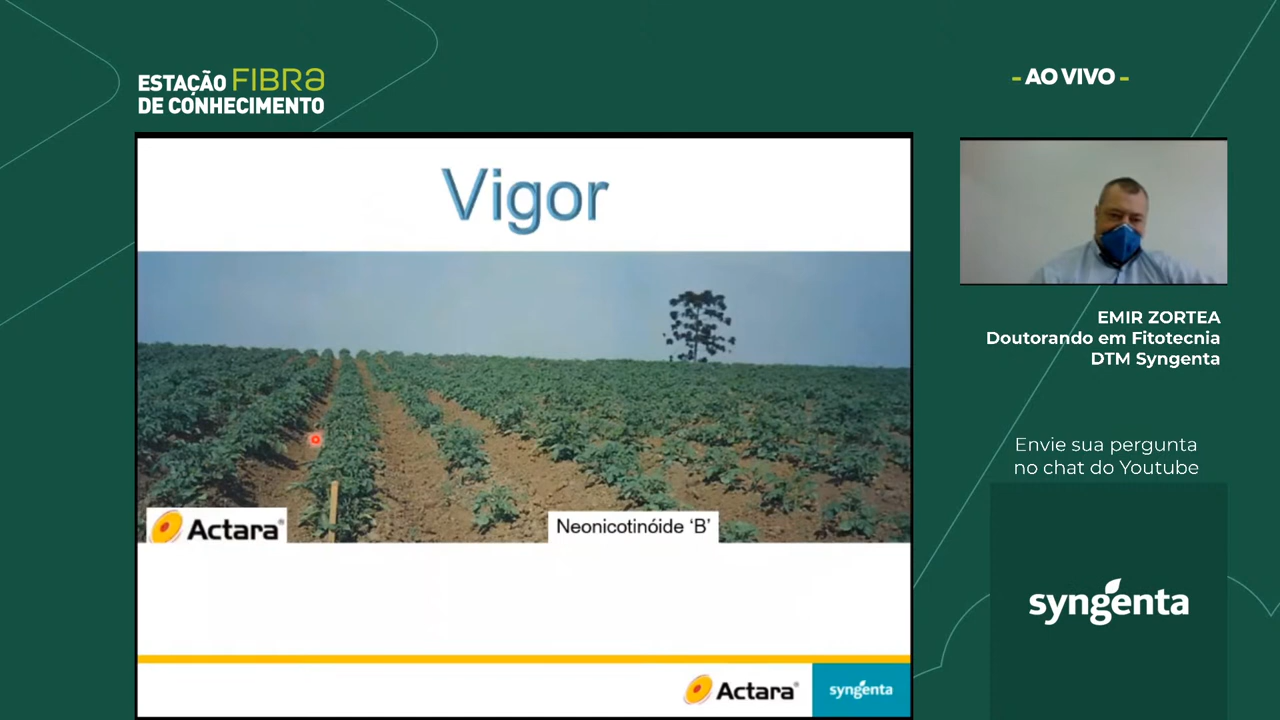 ESTAÇÃO FIBRA
DE CONHECIMENTO
- AO VIVO -
Vigor
Actara®
Neonicotinóide ‘B’
Actara®
syngenta
EMIR ZORTEA
Doutorando em Fitotecnia
DTM Syngenta
Envie sua pergunta
no chat do Youtube
syngenta